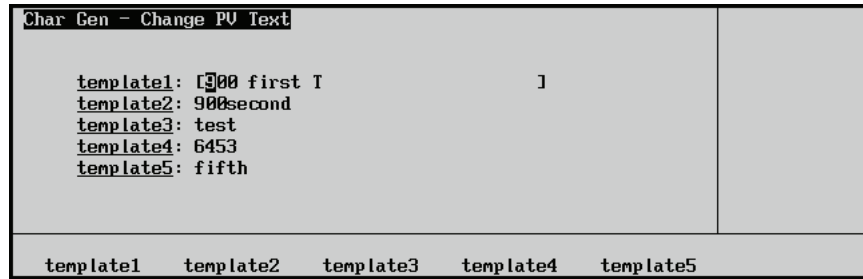 Char Gen - Change PV Text
template1: [900 first T ]
template2: 900second
template3: test
template4: 6453
template5: fifth
template1 template2 template3 template4 template5